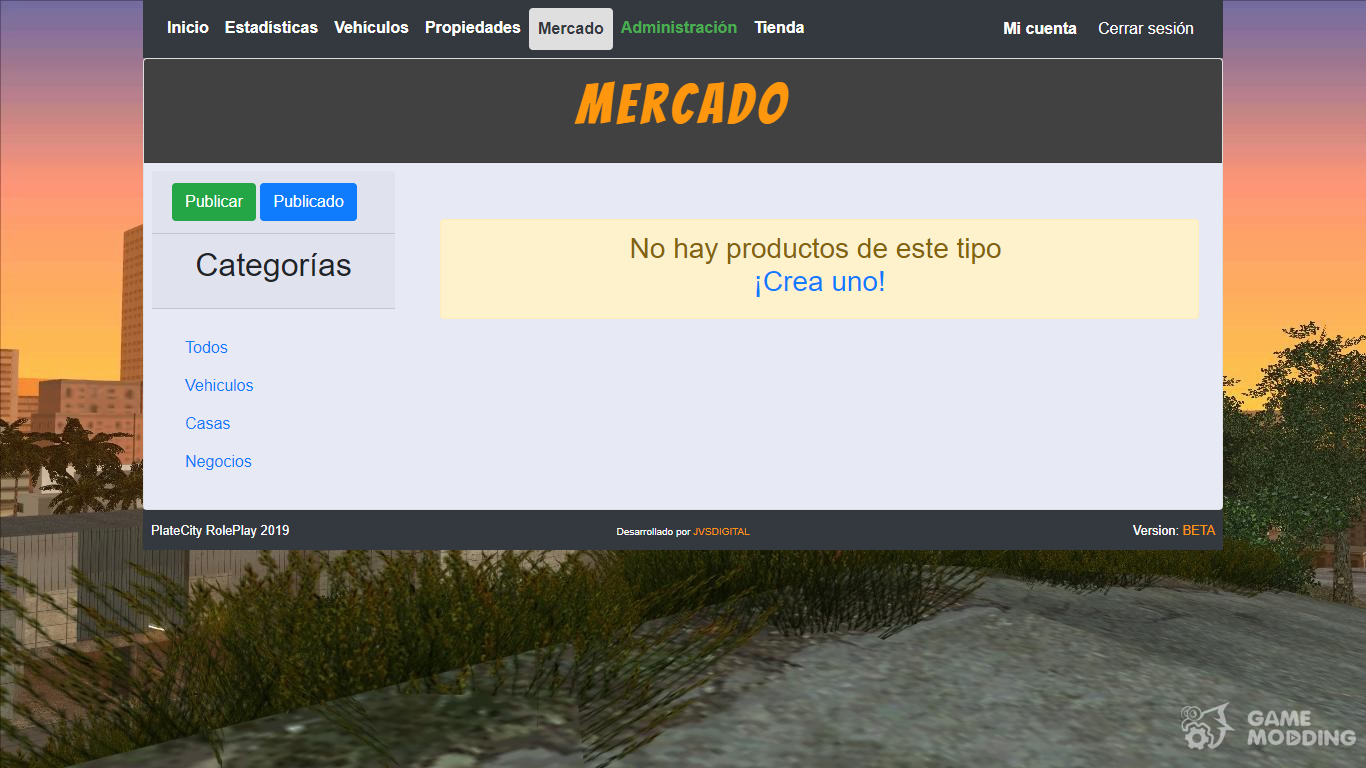 Inicio Estadísticas Vehículos Propiedades Mercado Administración Tienda Mi cuenta Cerrar sesión
MERCADO
Publicar Publicado
Categorías
Todos
Vehiculos
Casas
Negocios
No hay productos de este tipo
¡Crea uno!
PlateCity RolePlay 2019 Desarrollado por JVSDIGITAL Version: BETA
GAME
MODDING